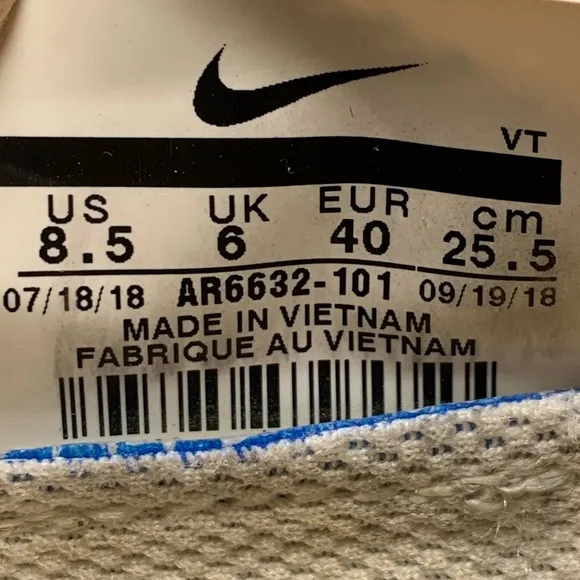 VT
US UK EUR cm
8.5 6 40 25.5
07/18/18 AR6632-101 09/19/18
MADE IN VIETNAM
FABRIQUE AU VIETNAM